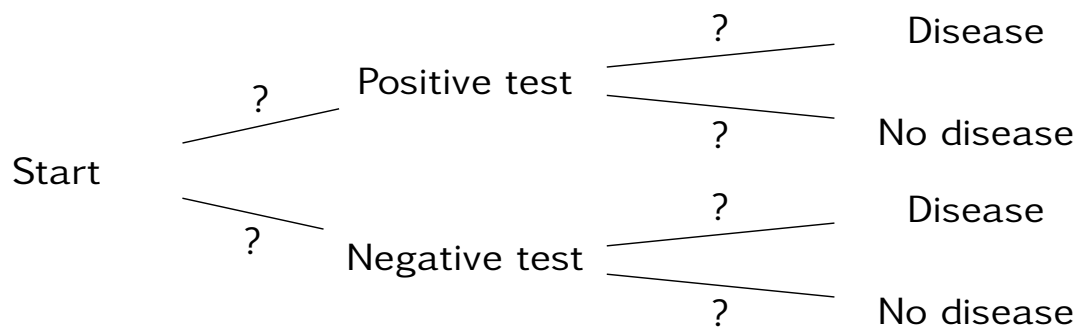 ?
Disease
?
Positive test
?
No disease
Start
?
Disease
?
Negative test
?
No disease